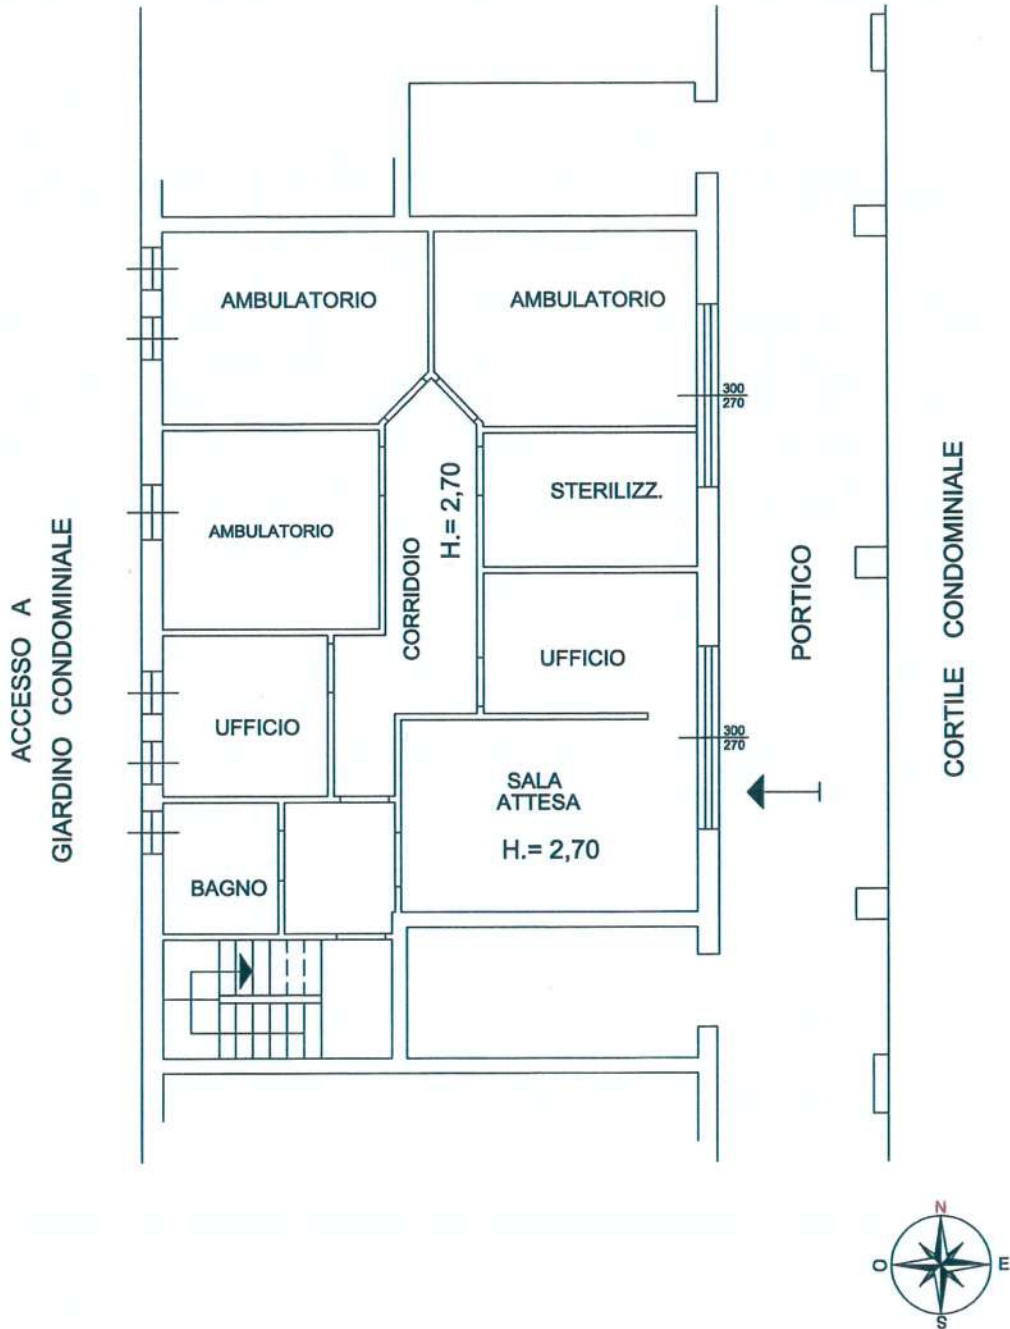 AMBULATORIO
AMBULATORIO
300
270
STERILIZZ.
AMBULATORIO
CORRIDOIO
H.= 2,70
UFFICIO
UFFICIO
300
270
SALA
ATTESA
H.= 2,70
BAGNO
ACCESSO A
GIARDINO CONDOMINIALE
PORTICO
CORTILE CONDOMINIALE
N
O
E
S